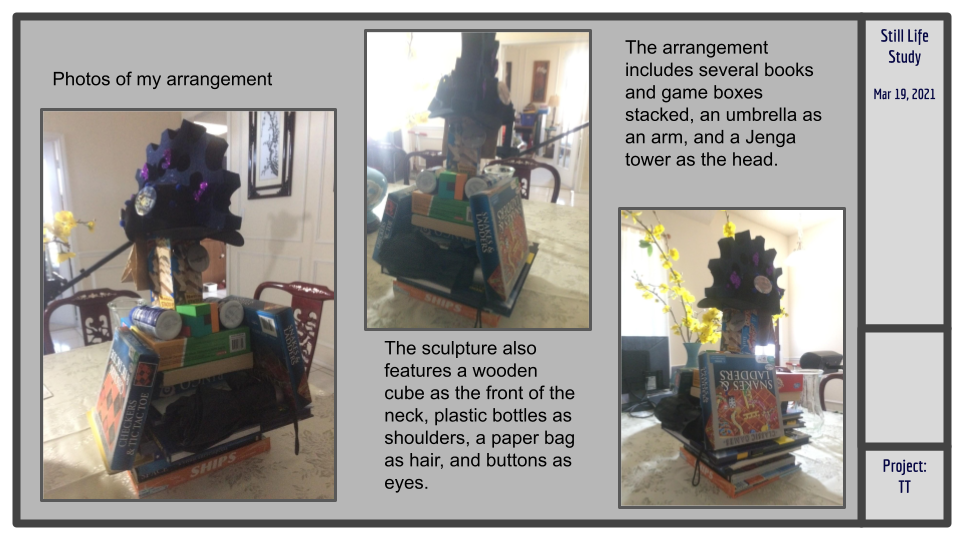 Photos of my arrangement
The arrangement
includes several books
and game boxes
stacked, an umbrella as
an arm, and a Jenga
tower as the head.
The sculpture also
features a wooden
cube as the front of the
neck, plastic bottles as
shoulders, a paper bag
as hair, and buttons as
eyes.
Still Life
Study
Mar 19, 2021
Project:
TT
CHECKERS
& TIC TAC TOE
SHIPS
SNAKES &
LADDERS
SHIPS
SNAKES &
LADDERS